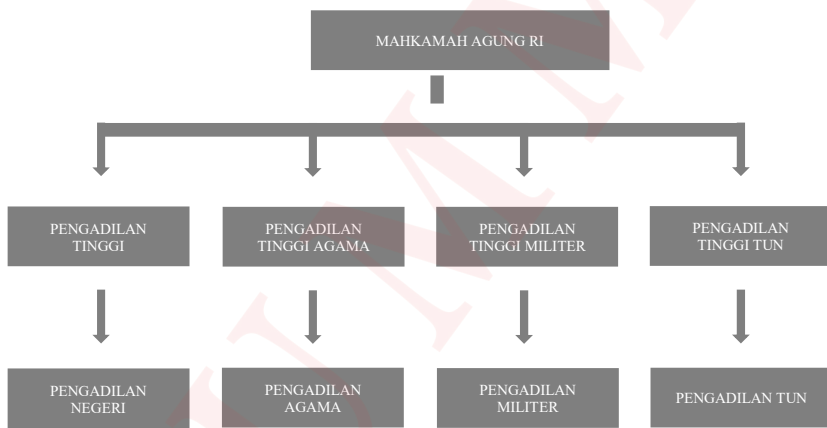 MAHKAMAH AGUNG RI
PENGADILAN
TINGGI
PENGADILAN
TINGGI AGAMA
PENGADILAN
TINGGI MILITER
PENGADILAN
TINGGI TUN
PENGADILAN
NEGERI
PENGADILAN
AGAMA
PENGADILAN
MILITER
PENGADILAN TUN